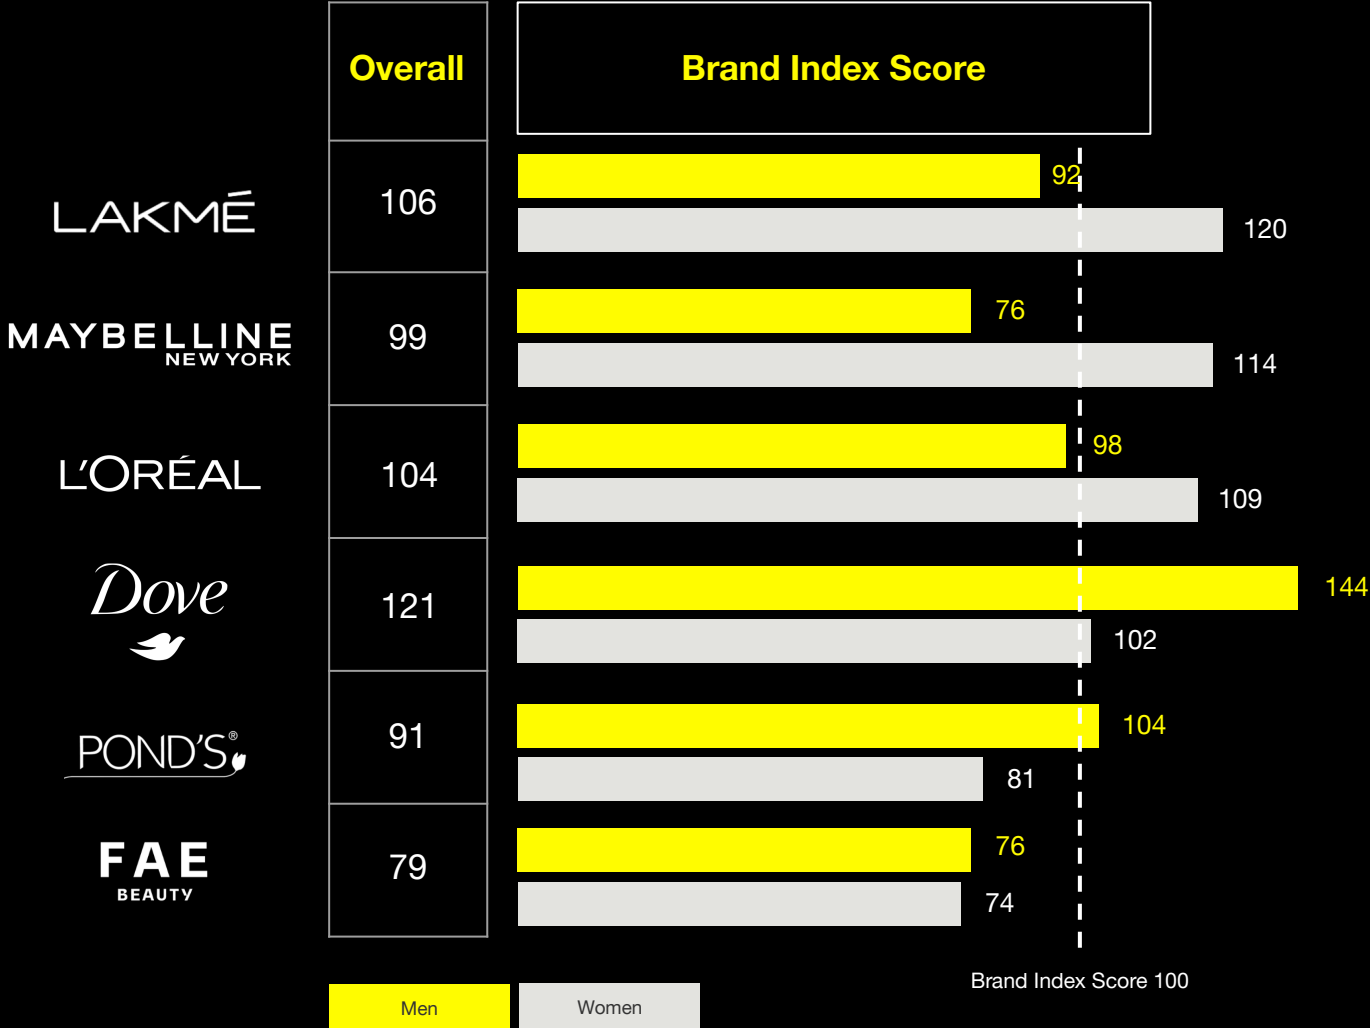 Overall
Brand Index Score
LAKMÉ
106
92
120
MAYBELLINE
NEW YORK
99
76
114
L'ORÉAL
104
98
109
Dove
121
144
102
POND'S®
91
104
81
FAE
BEAUTY
79
76
74
Brand Index Score 100
Men
Women